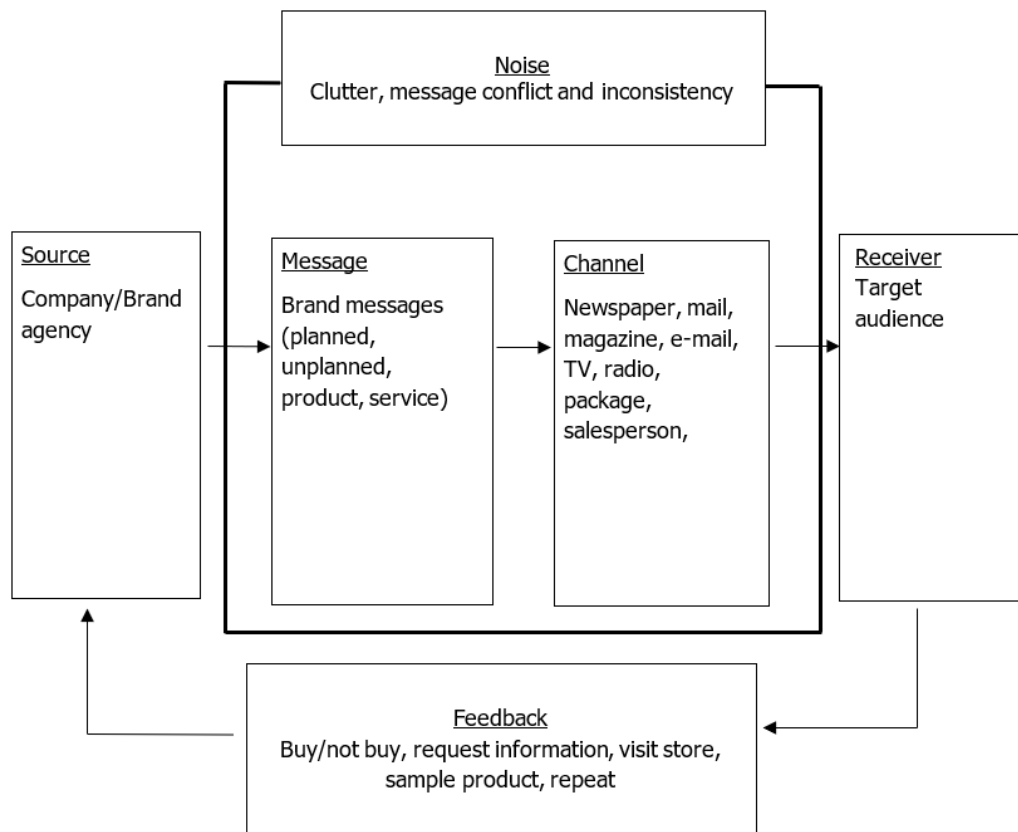 Noise
Clutter, message conflict and inconsistency
Source
Company/Brand
agency
Message
Brand messages
(planned,
unplanned,
product, service)
Channel
Newspaper, mail,
magazine, e-mail,
TV, radio,
package,
salesperson,
Receiver
Target
audience
Feedback
Buy/not buy, request information, visit store,
sample product, repeat